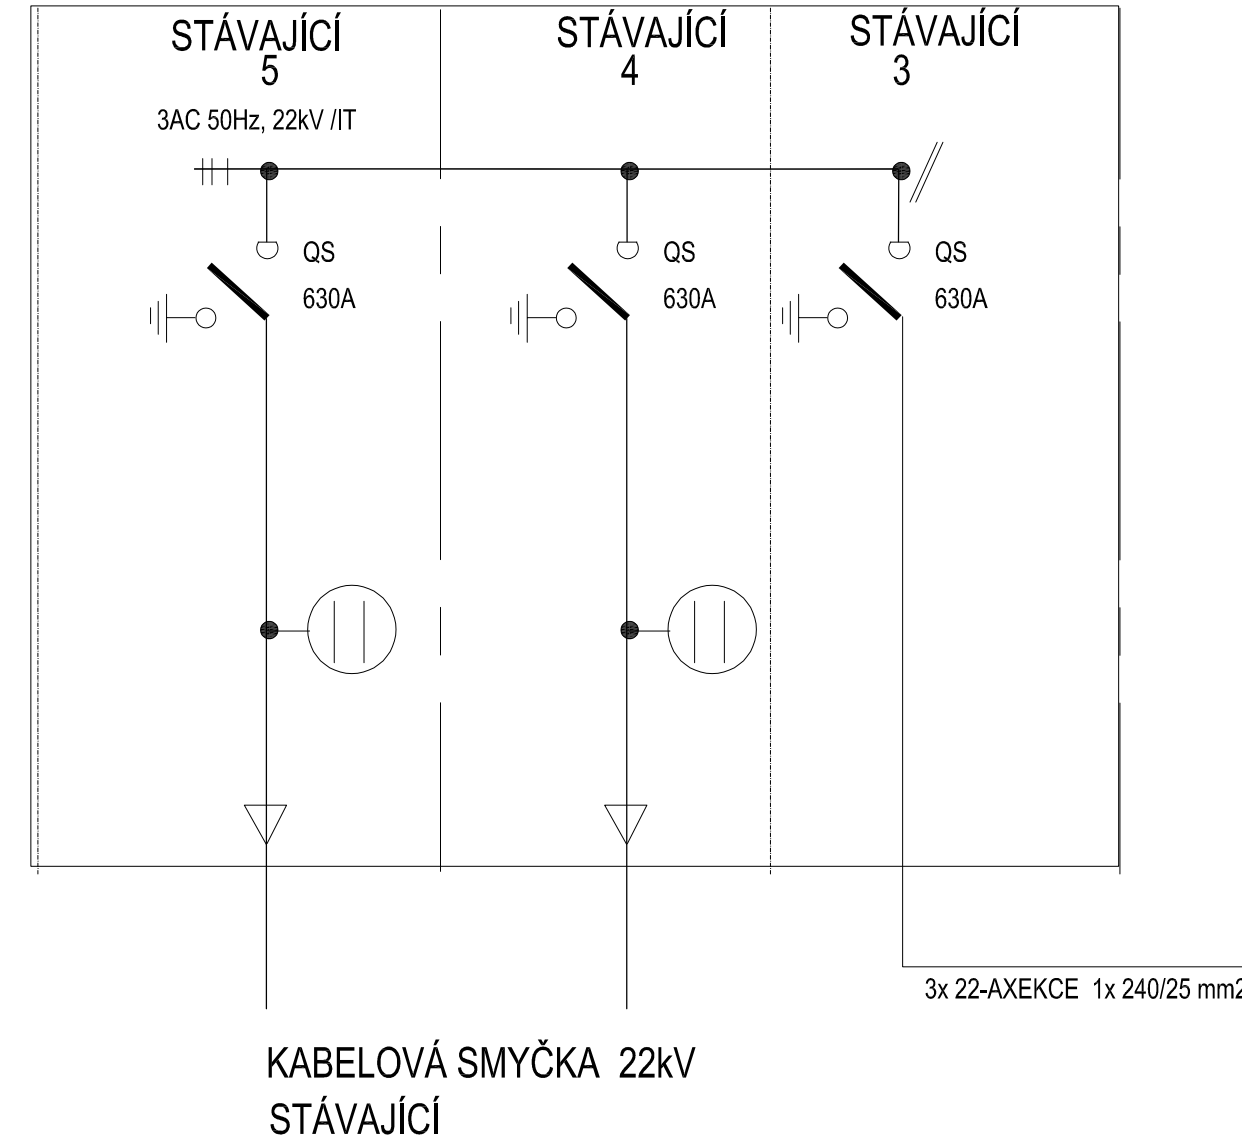 STÁVAJÍCÍ
5
STÁVAJÍCÍ
4
STÁVAJÍCÍ
3
3AC 50Hz, 22kV /IT
QS
630A
QS
630A
QS
630A
3x 22-AXEKCE 1x 240/25 mm2
KABELOVÁ SMYČKA 22kV
STÁVAJÍCÍ